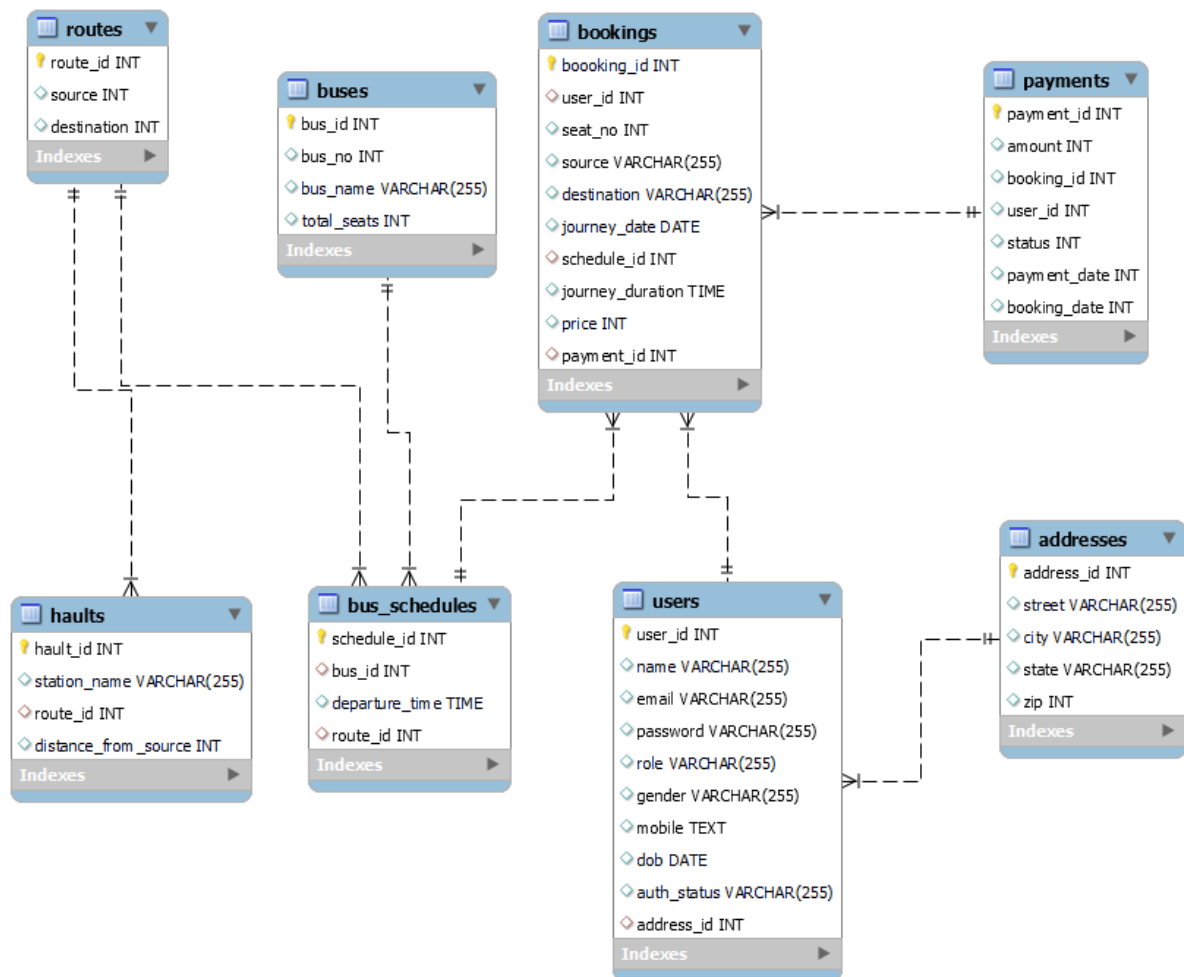 routes
route_id INT
source INT
destination INT
Indexes
buses
bus_id INT
bus_no INT
bus_name VARCHAR(255)
total_seats INT
Indexes
bookings
boooking_id INT
user_id INT
seat_no INT
source VARCHAR(255)
destination VARCHAR(255)
journey_date DATE
schedule_id INT
journey_duration TIME
price INT
payment_id INT
Indexes
payments
payment_id INT
amount INT
booking_id INT
user_id INT
status INT
payment_date INT
booking_date INT
Indexes
haults
hault_id INT
station_name VARCHAR(255)
route_id INT
distance_from_source INT
Indexes
bus_schedules
schedule_id INT
bus_id INT
departure_time TIME
route_id INT
Indexes
users
user_id INT
name VARCHAR(255)
email VARCHAR(255)
password VARCHAR(255)
role VARCHAR(255)
gender VARCHAR(255)
mobile TEXT
dob DATE
auth_status VARCHAR(255)
address_id INT
Indexes
addresses
address_id INT
street VARCHAR(255)
city VARCHAR(255)
state VARCHAR(255)
zip INT
Indexes